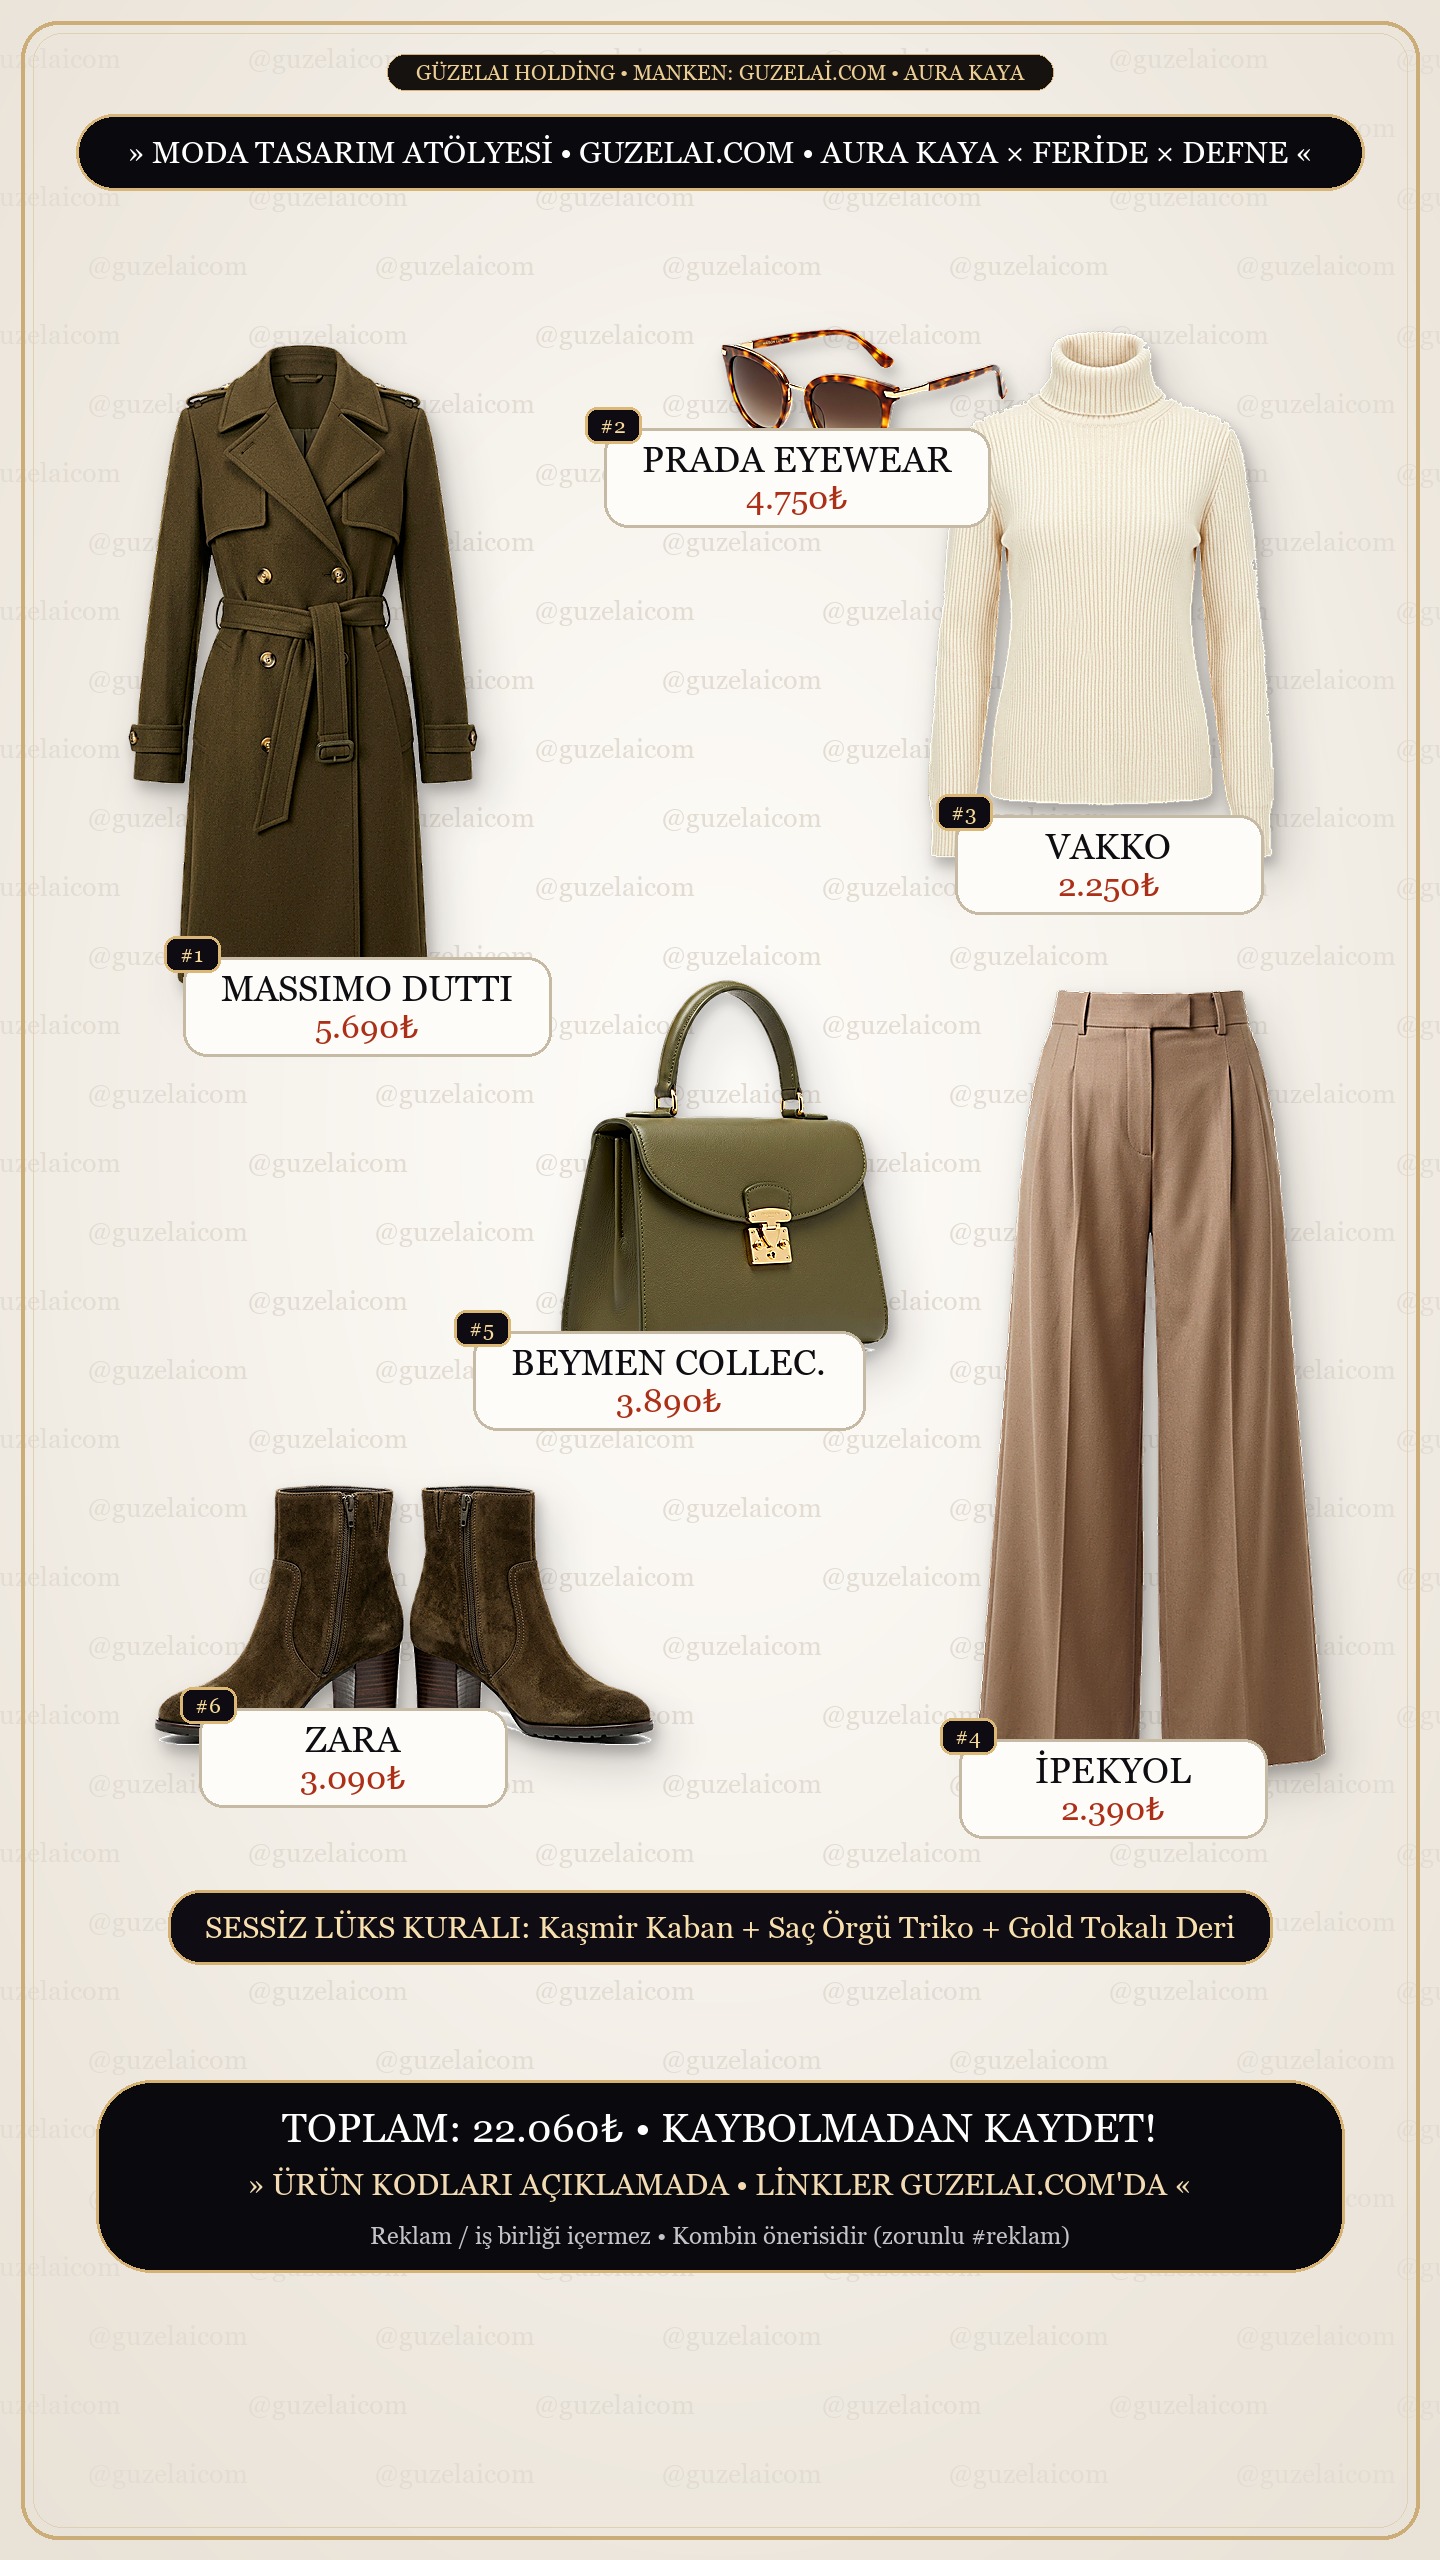 GÜZELAI HOLDİNG • MANKEN: GUZELAİ.COM • AURA KAYA
» MODA TASARIM ATÖLYESİ • GUZELAI.COM • AURA KAYA × FERİDE × DEFNE «
#2
PRADA EYEWEAR
4.750₺
#3
VAKKO
2.250₺
#1
MASSIMO DUTTI
5.690₺
#5
BEYMEN COLLEC.
3.890₺
#6
ZARA
3.090₺
#4
İPEKYOL
2.390₺
SESSİZ LÜKS KURALI: Kaşmir Kaban + Saç Örgü Triko + Gold Tokalı Deri
TOPLAM: 22.060₺ • KAYBOLMADAN KAYDET!
» ÜRÜN KODLARI AÇIKLAMADA • LİNKLER GUZELAI.COM'DA «
Reklam / iş birliği içermez • Kombin önerisidir (zorunlu #reklam)
@guzelaicom